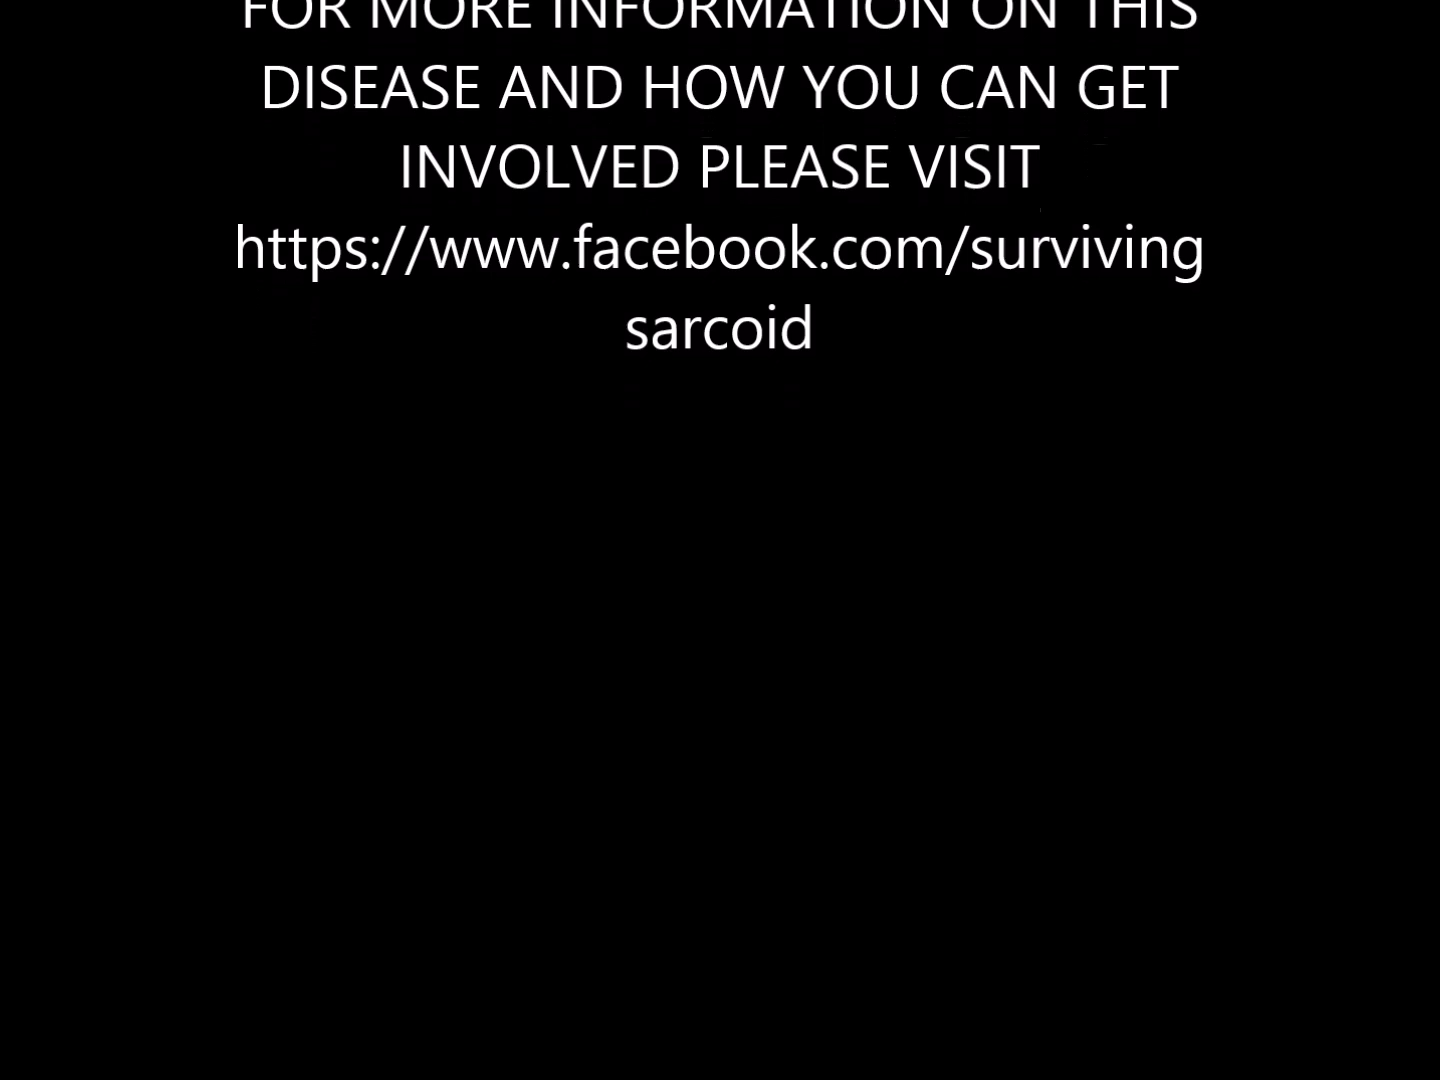 FOR MORE INFORMATION ON THIS
DISEASE AND HOW YOU CAN GET
INVOLVED PLEASE VISIT
https://www.facebook.com/surviving
sarcoid